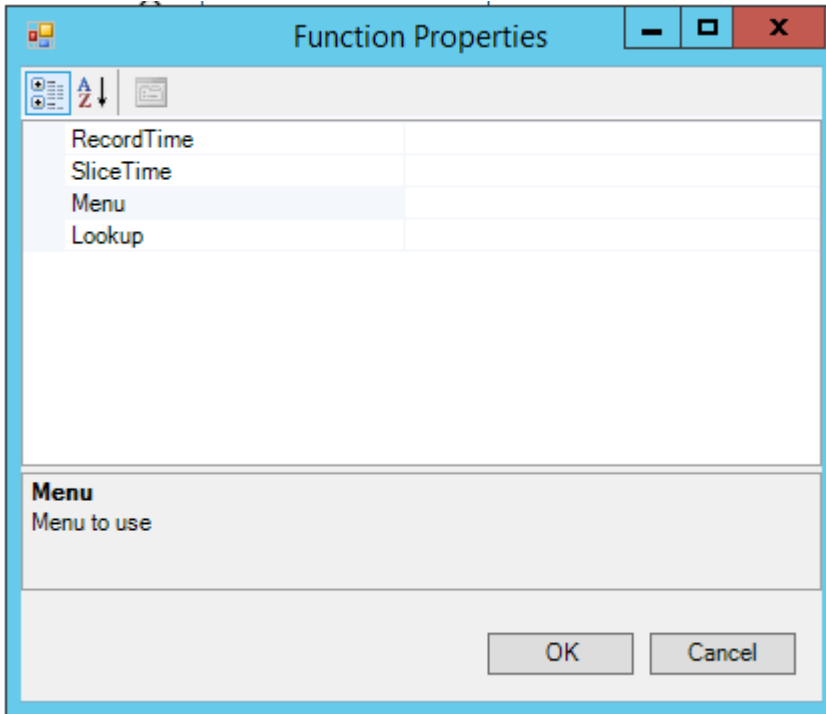 Function Properties
RecordTime
SliceTime
Menu
Lookup
Menu
Menu to use
OK
Cancel